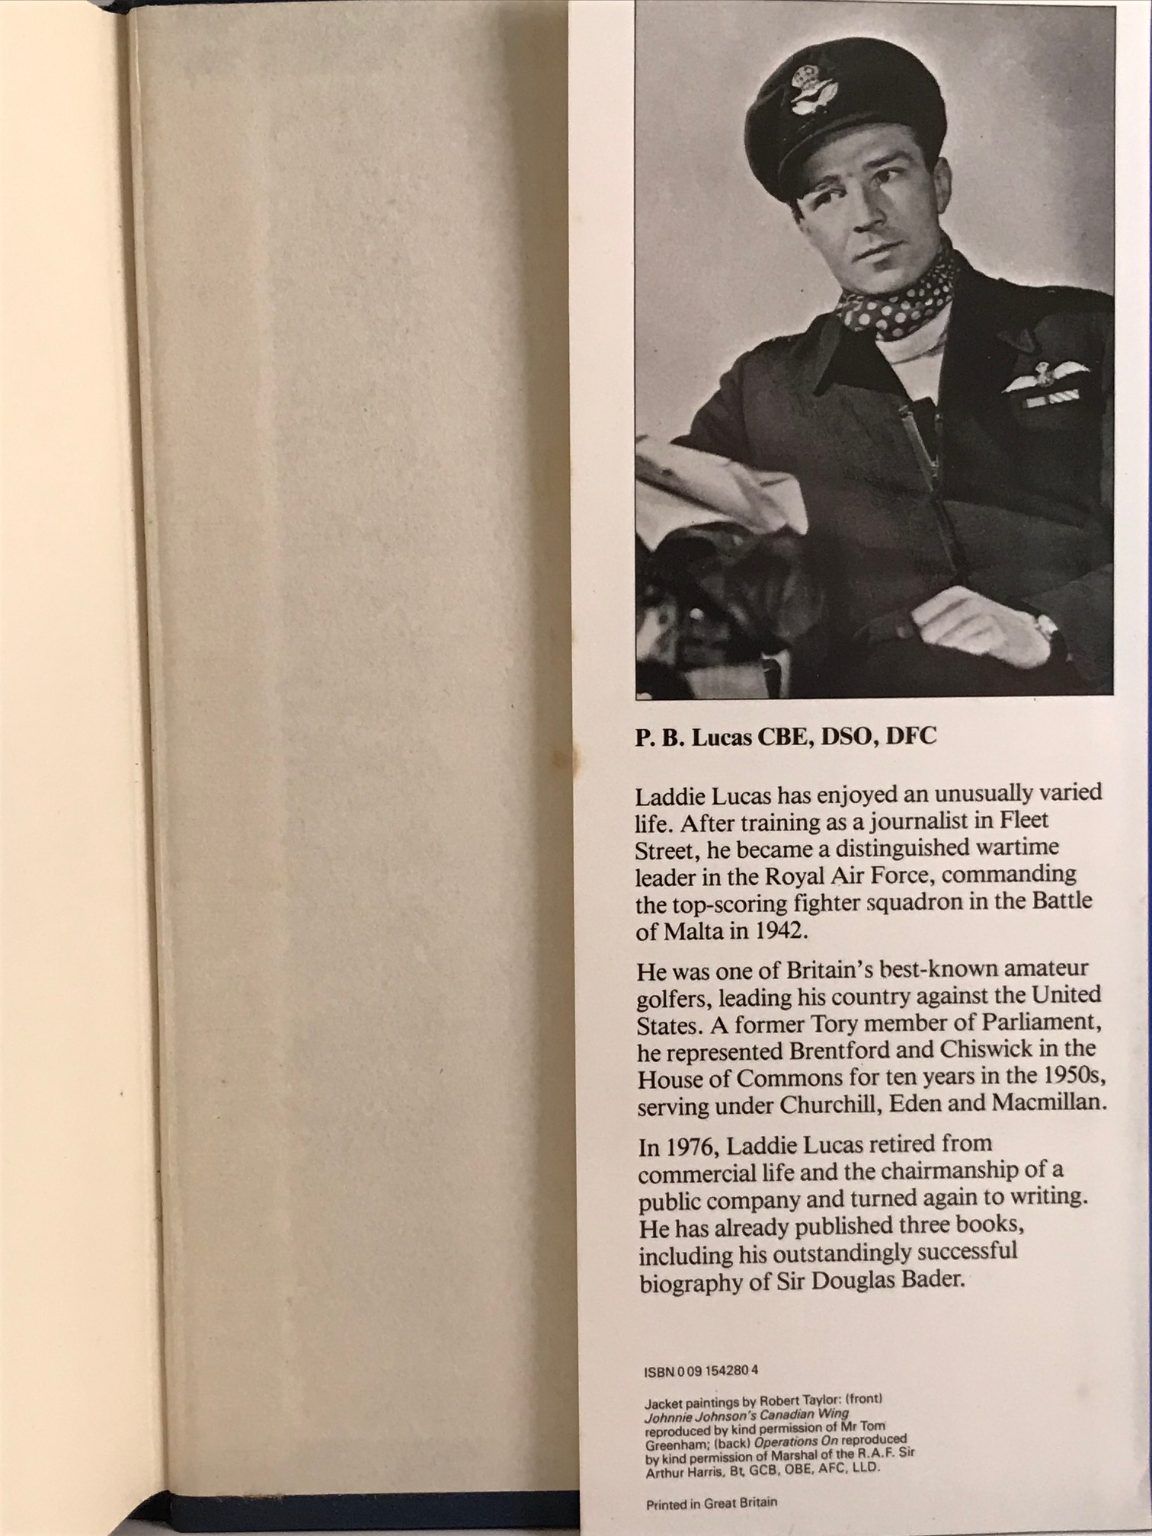 P. B. Lucas CBE, DSO, DFC
Laddie Lucas has enjoyed an unusually varied
life. After training as a journalist in Fleet
Street, he became a distinguished wartime
leader in the Royal Air Force, commanding
the top-scoring fighter squadron in the Battle
of Malta in 1942.
He was one of Britain's best-known amateur
golfers, leading his country against the United
States. A former Tory member of Parliament,
he represented Brentford and Chiswick in the
House of Commons for ten years in the 1950s,
serving under Churchill, Eden and Macmillan.
In 1976, Laddie Lucas retired from
commercial life and the chairmanship of a
public company and turned again to writing.
He has already published three books,
including his outstandingly successful
biography of Sir Douglas Bader.
ISBN 0 09 154280 4
Jacket paintings by Robert Taylor: (front)
Johnnie Johnson's Canadian Wing
reproduced by kind permission of Mr Tom
Greenham; (back) Operations On reproduced
by kind permission of Marshal of the R.A.F. Sir
Arthur Harris, Bt, GCB, OBE, AFC, LLD.
Printed in Great Britain